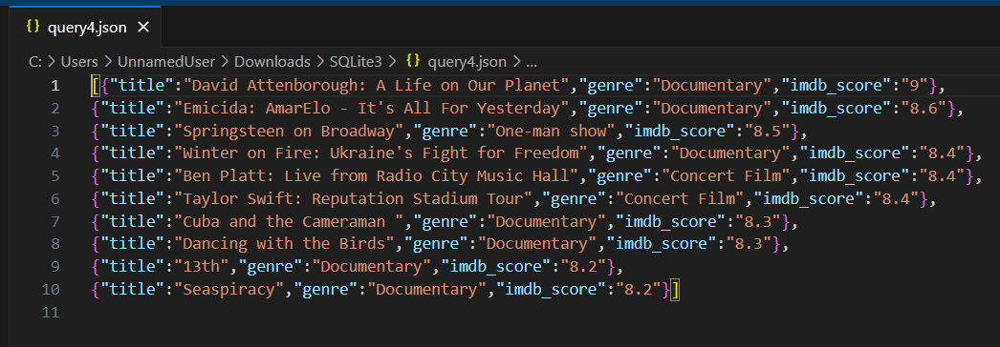 {} query4.json ×
C: > Users > UnnamedUser > Downloads > SQLite3 > {} query4.json > ...
1 [{"title":"David Attenborough: A Life on Our Planet","genre":"Documentary","imdb_score":"9"},
2 {"title":"Emicida: AmarElo - It's All For Yesterday","genre":"Documentary","imdb_score":"8.6"},
3 {"title":"Springsteen on Broadway","genre":"One-man show","imdb_score":"8.5"},
4 {"title":"Winter on Fire: Ukraine's Fight for Freedom","genre":"Documentary","imdb_score":"8.4"},
5 {"title":"Ben Platt: Live from Radio City Music Hall","genre":"Concert Film","imdb_score":"8.4"},
6 {"title":"Taylor Swift: Reputation Stadium Tour","genre":"Concert Film","imdb_score":"8.4"},
7 {"title":"Cuba and the Cameraman ","genre":"Documentary","imdb_score":"8.3"},
8 {"title":"Dancing with the Birds","genre":"Documentary","imdb_score":"8.3"},
9 {"title":"13th","genre":"Documentary","imdb_score":"8.2"},
10 {"title":"Seaspiracy","genre":"Documentary","imdb_score":"8.2"}]
11